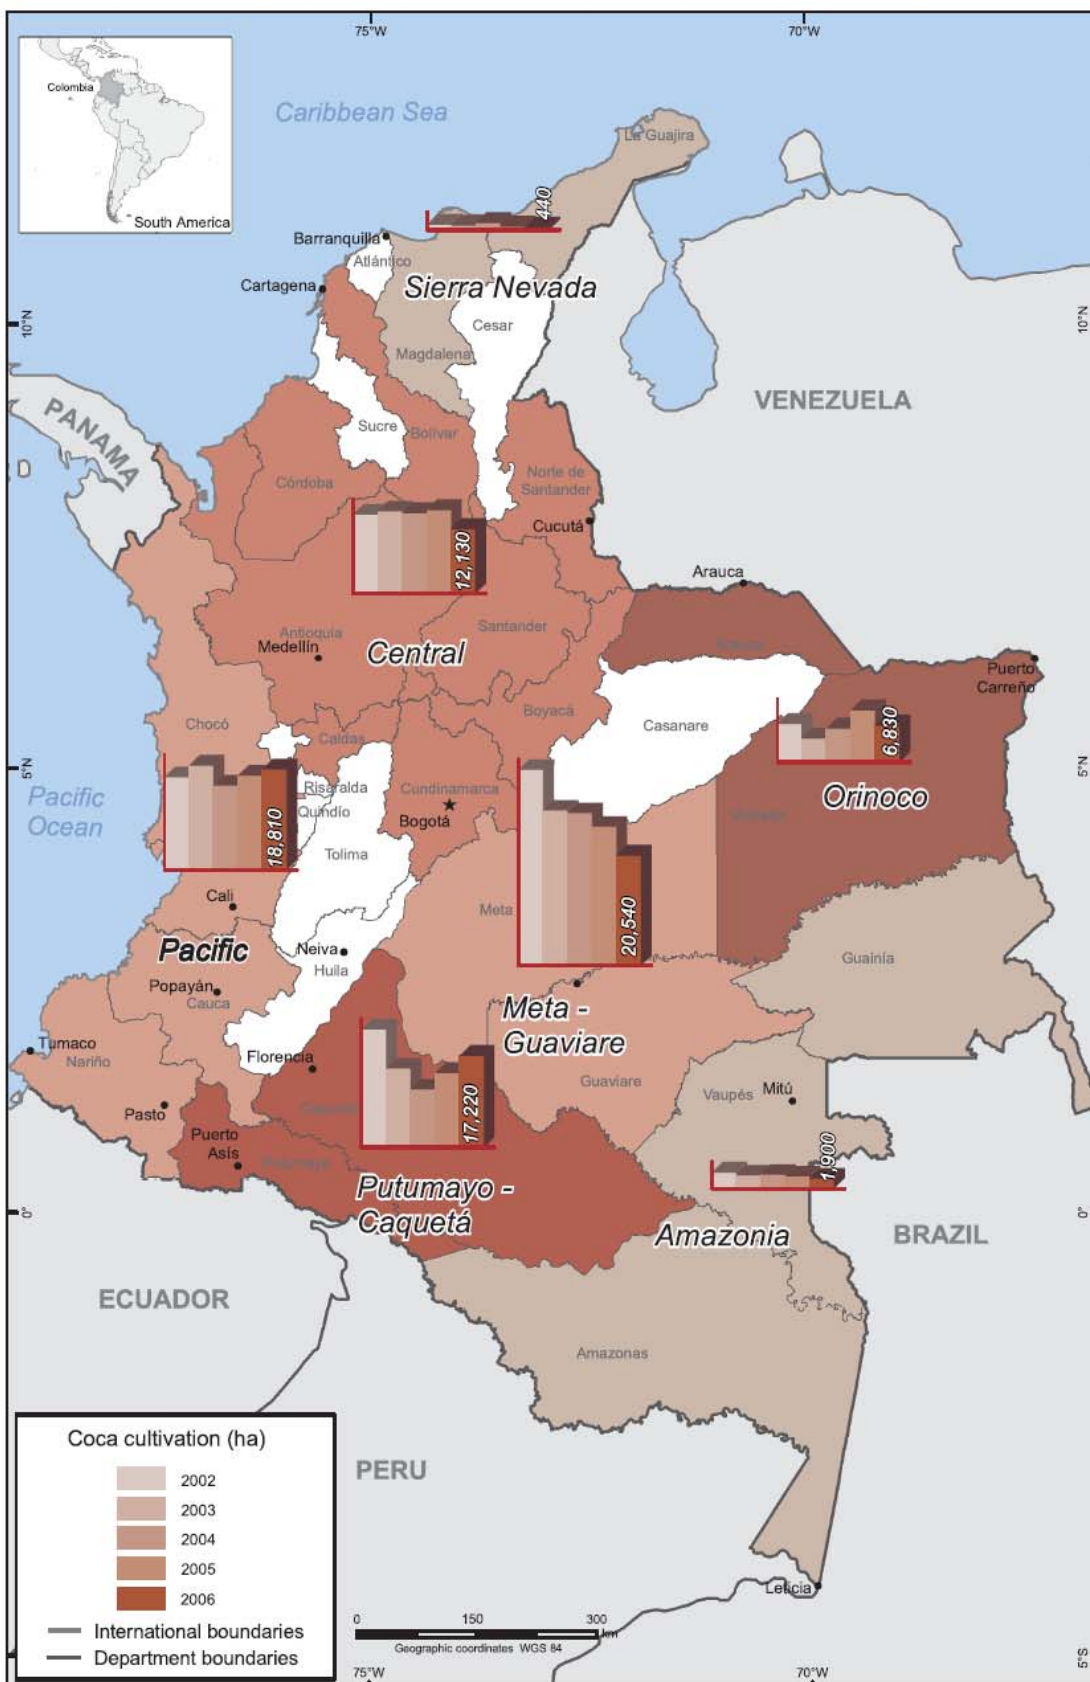 75°W
70°W
Colombia
South America
Caribbean Sea
La Guajira
440
Barranquilla
Atlántico
Cartagena
Sierra Nevada
Cesar
10°N
10°N
Magdalena
PANAMA
VENEZUELA
Sucre
Bolívar
Córdoba
Norte de
Santander
Cucutá
12,130
Arauca
Antioquia
Santander
Medellín
Central
Puerto
Carreño
Chocó
Boyacá
Casanare
6,830
Caldas
5°N
5°N
Pacific
Ocean
Risaralda
Cundinamarca
Orinoco
Quindío
Bogotá
18,810
Tolima
Cali
Meta
20,540
Pacific
Neiva
Huila
Guainía
Popayán
Cauca
Meta -
Guaviare
Tumaco
Nariño
Florencia
Guaviare
Vaupés
Mitú
Pasto
17,220
Puerto
Asís
1,900
Putumayo -
Caquetá
0°
0°
Amazonia
BRAZIL
ECUADOR
Amazonas
PERU
Coca cultivation (ha)
2002
2003
2004
2005
2006
International boundaries
Department boundaries
Leticia
0 150 300
km
Geographic coordinates WGS 84
5°S
75°W
70°W